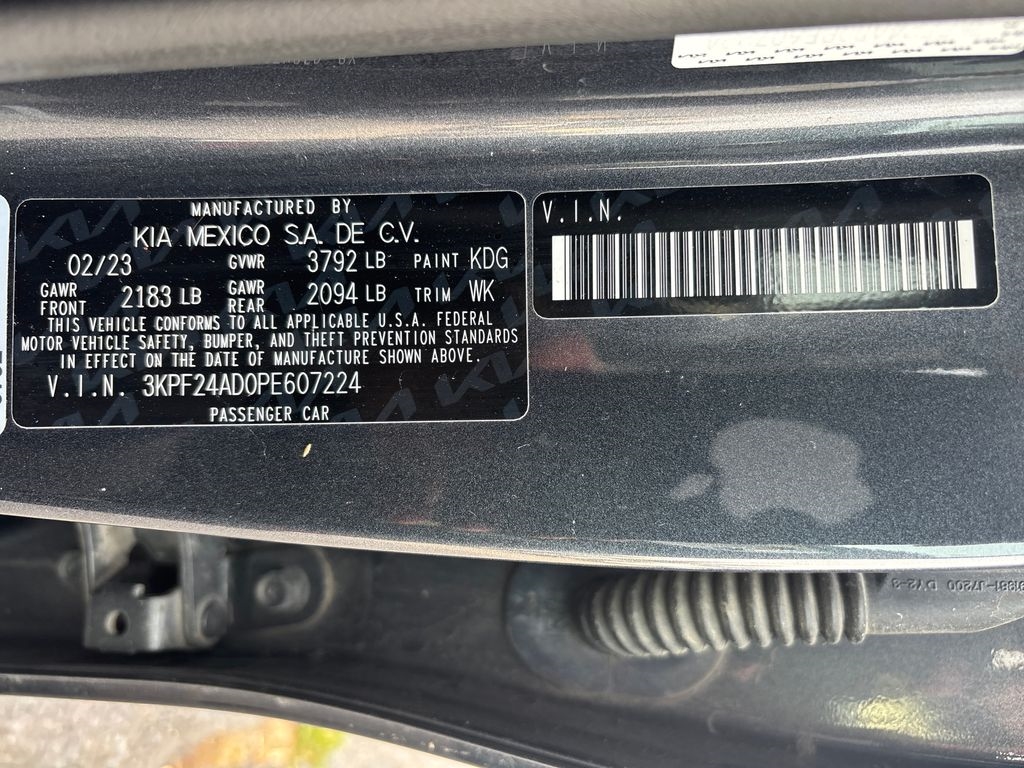 MANUFACTURED BY
KIA MEXICO S.A. DE C.V.
02/23 GVWR 3792 LB PAINT KDG
GAWR FRONT 2183 LB GAWR REAR 2094 LB TRIM WK
THIS VEHICLE CONFORMS TO ALL APPLICABLE U.S.A. FEDERAL
MOTOR VEHICLE SAFETY, BUMPER, AND THEFT PREVENTION STANDARDS
IN EFFECT ON THE DATE OF MANUFACTURE SHOWN ABOVE.
V.I.N. 3KPF24AD0PE607224
PASSENGER CAR
V.I.N.
DY2-3